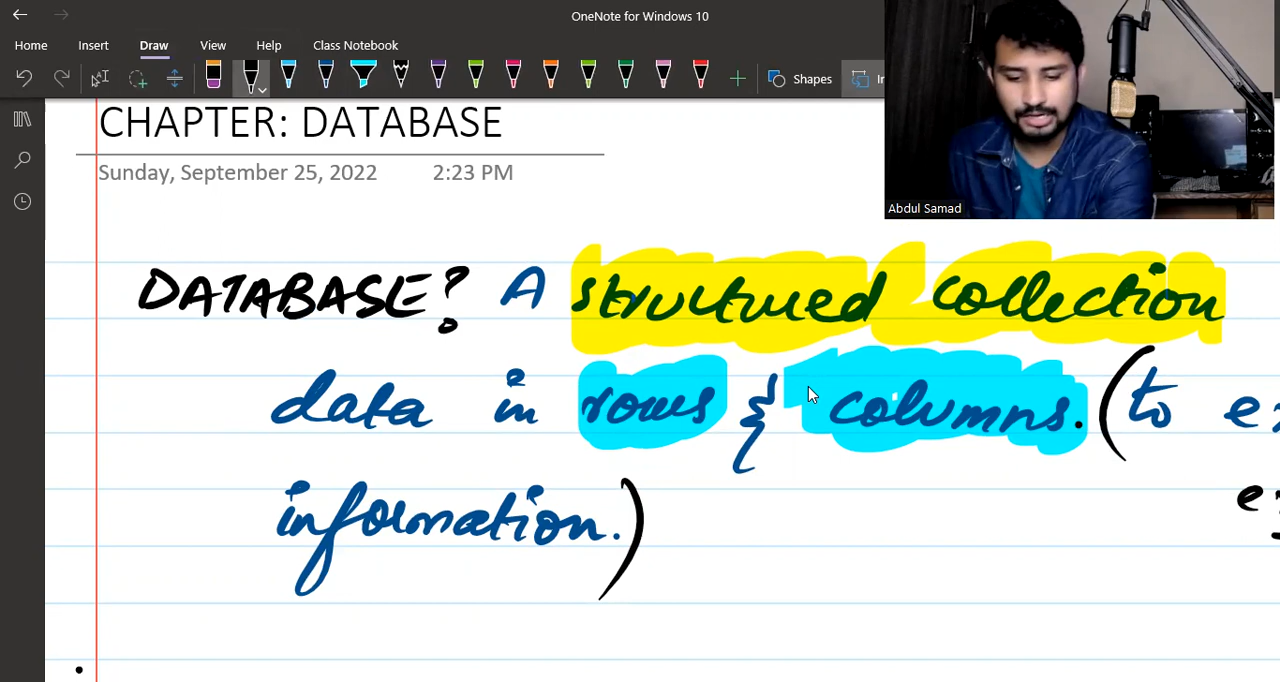 OneNote for Windows 10
Home Insert Draw View Help Class Notebook
Shapes
CHAPTER: DATABASE
Sunday, September 25, 2022 2:23 PM
Abdul Samad
DATABASE? A structured collection
data in rows & columns. (to
information.)